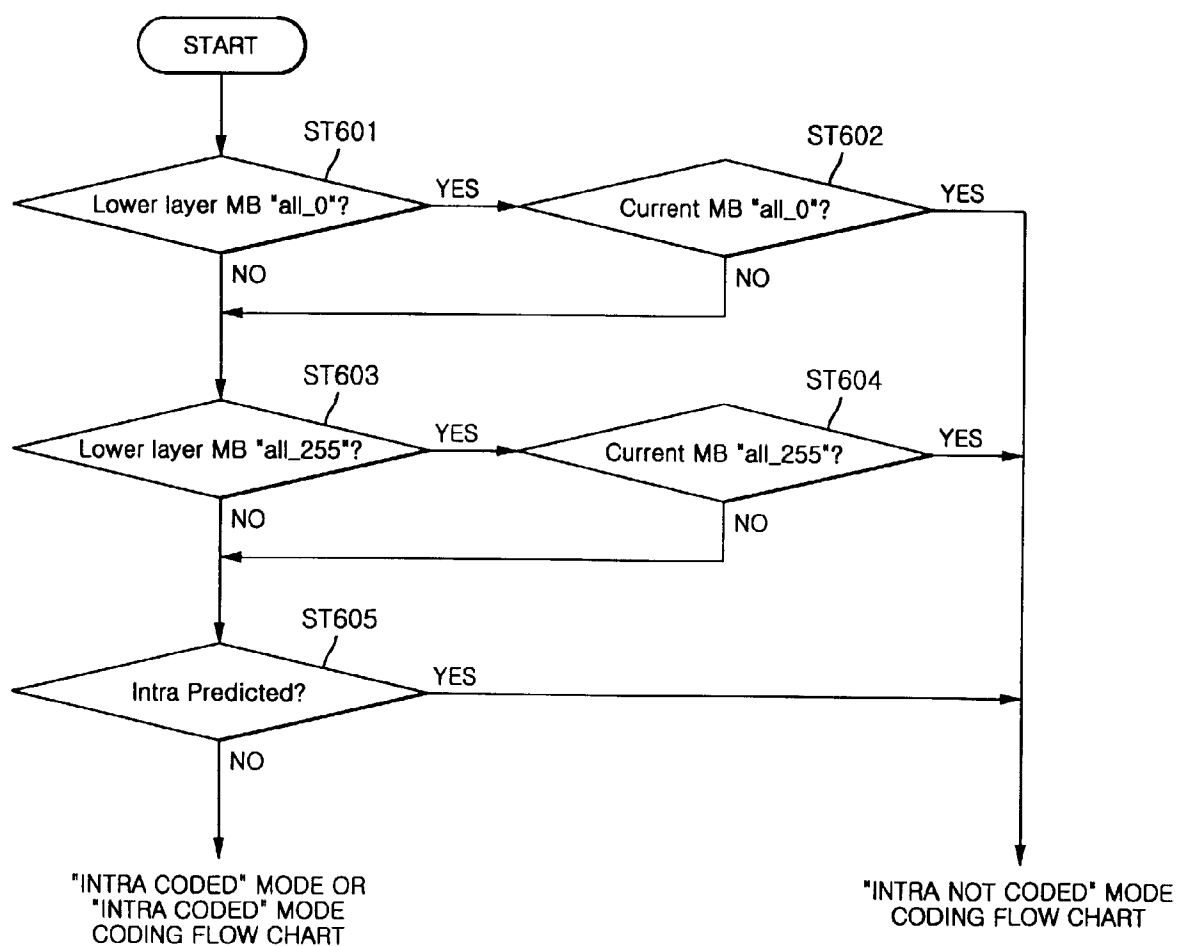 START
ST601
ST602
Lower layer MB "all_0"?
YES
Current MB "all_0"?
YES
NO
NO
ST603
ST604
Lower layer MB "all_255"?
YES
Current MB "all_255"?
YES
NO
NO
ST605
Intra Predicted?
YES
NO
"INTRA CODED" MODE OR
"INTRA CODED" MODE
CODING FLOW CHART
"INTRA NOT CODED" MODE
CODING FLOW CHART